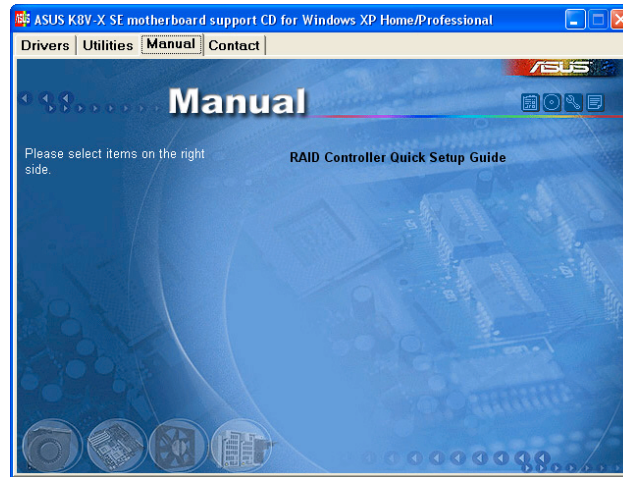 ASUS K8V-X SE motherboard support CD for Windows XP Home/Professional
Drivers Utilities Manual Contact
ASUS
Manual
Please select items on the right
side.
RAID Controller Quick Setup Guide